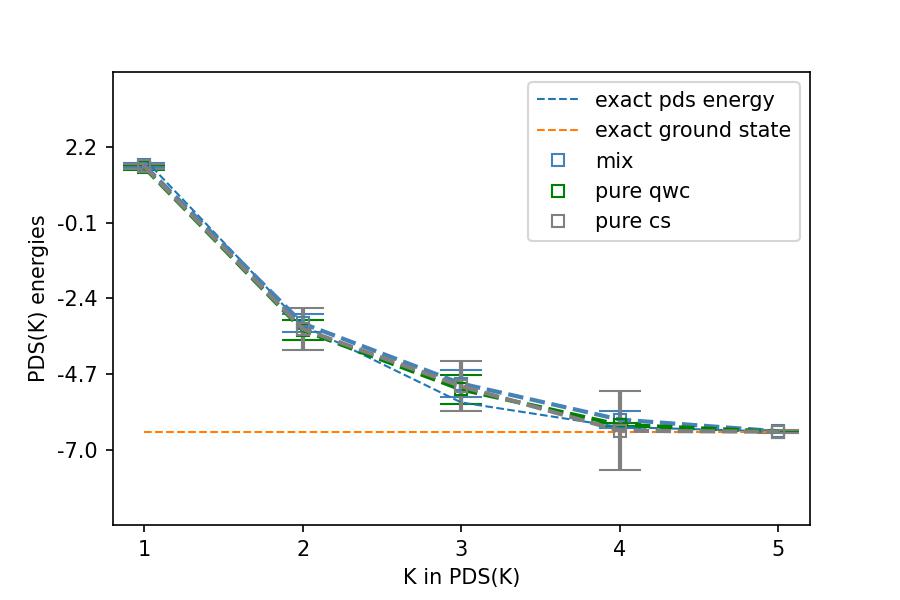 exact pds energy
exact ground state
mix
pure qwc
pure cs
PDS(K) energies
2.2
-0.1
-2.4
-4.7
-7.0
1 2 3 4 5
K in PDS(K)